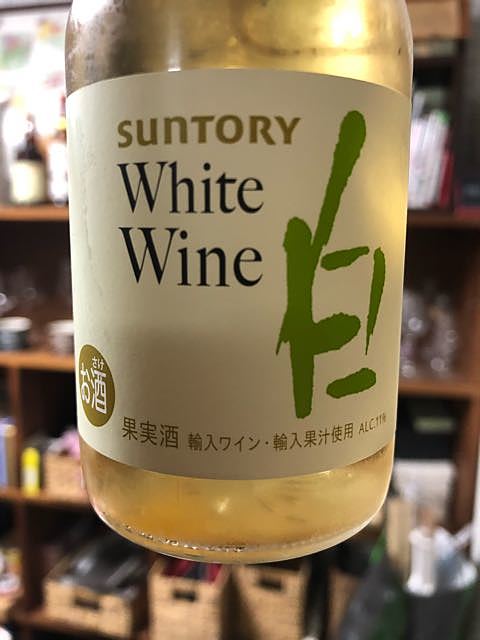 SUNTORY
White
Wine
白
さけ
お酒
果実酒 輸入ワイン・輸入果汁使用 ALC.11%